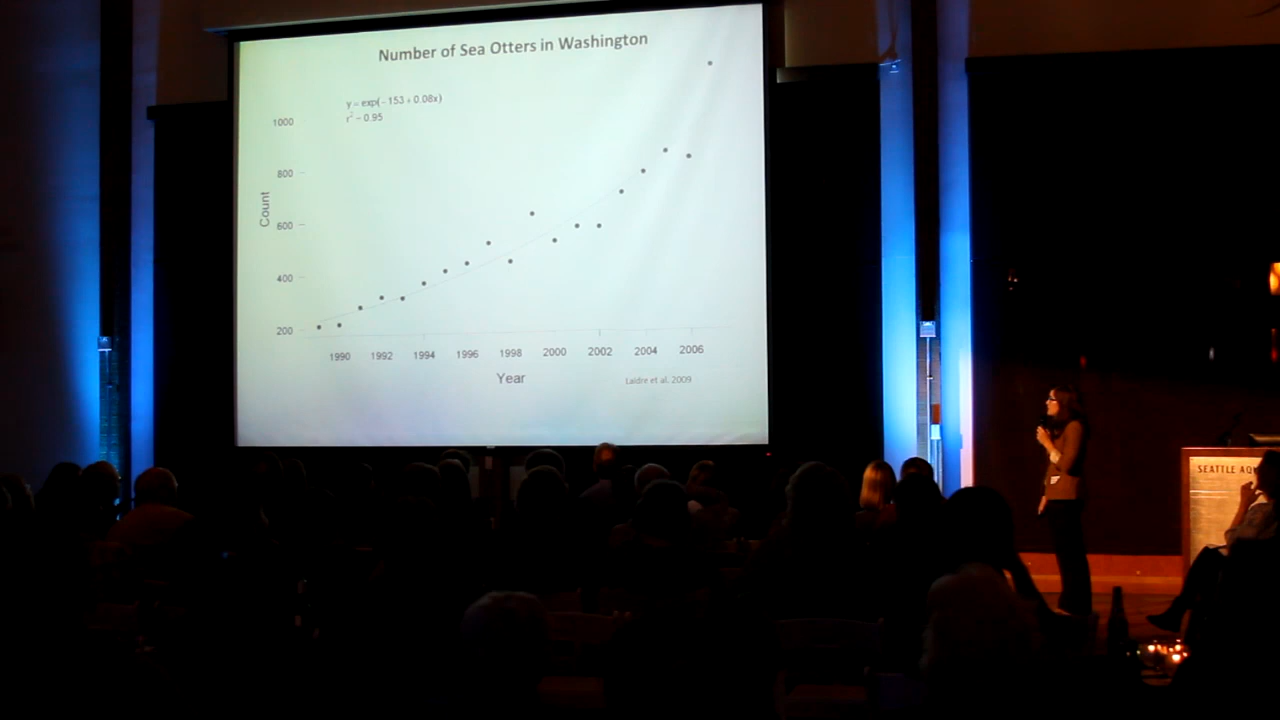 Number of Sea Otters in Washington
y = exp(− 153 + 0.08x)
r² − 0.95
1000
800
600
400
200
Count
1990 1992 1994 1996 1998 2000 2002 2004 2006
Year
Laidre et al. 2009
SEATTLE AQ